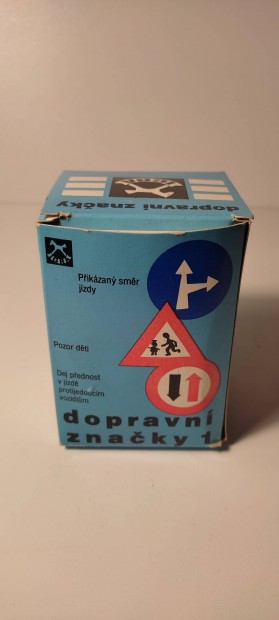 dopravní značky
Přikázaný směr
jízdy
Pozor děti
Dej přednost
v jízdě
protijedoucím
vozidlům
dopravní
značky 1